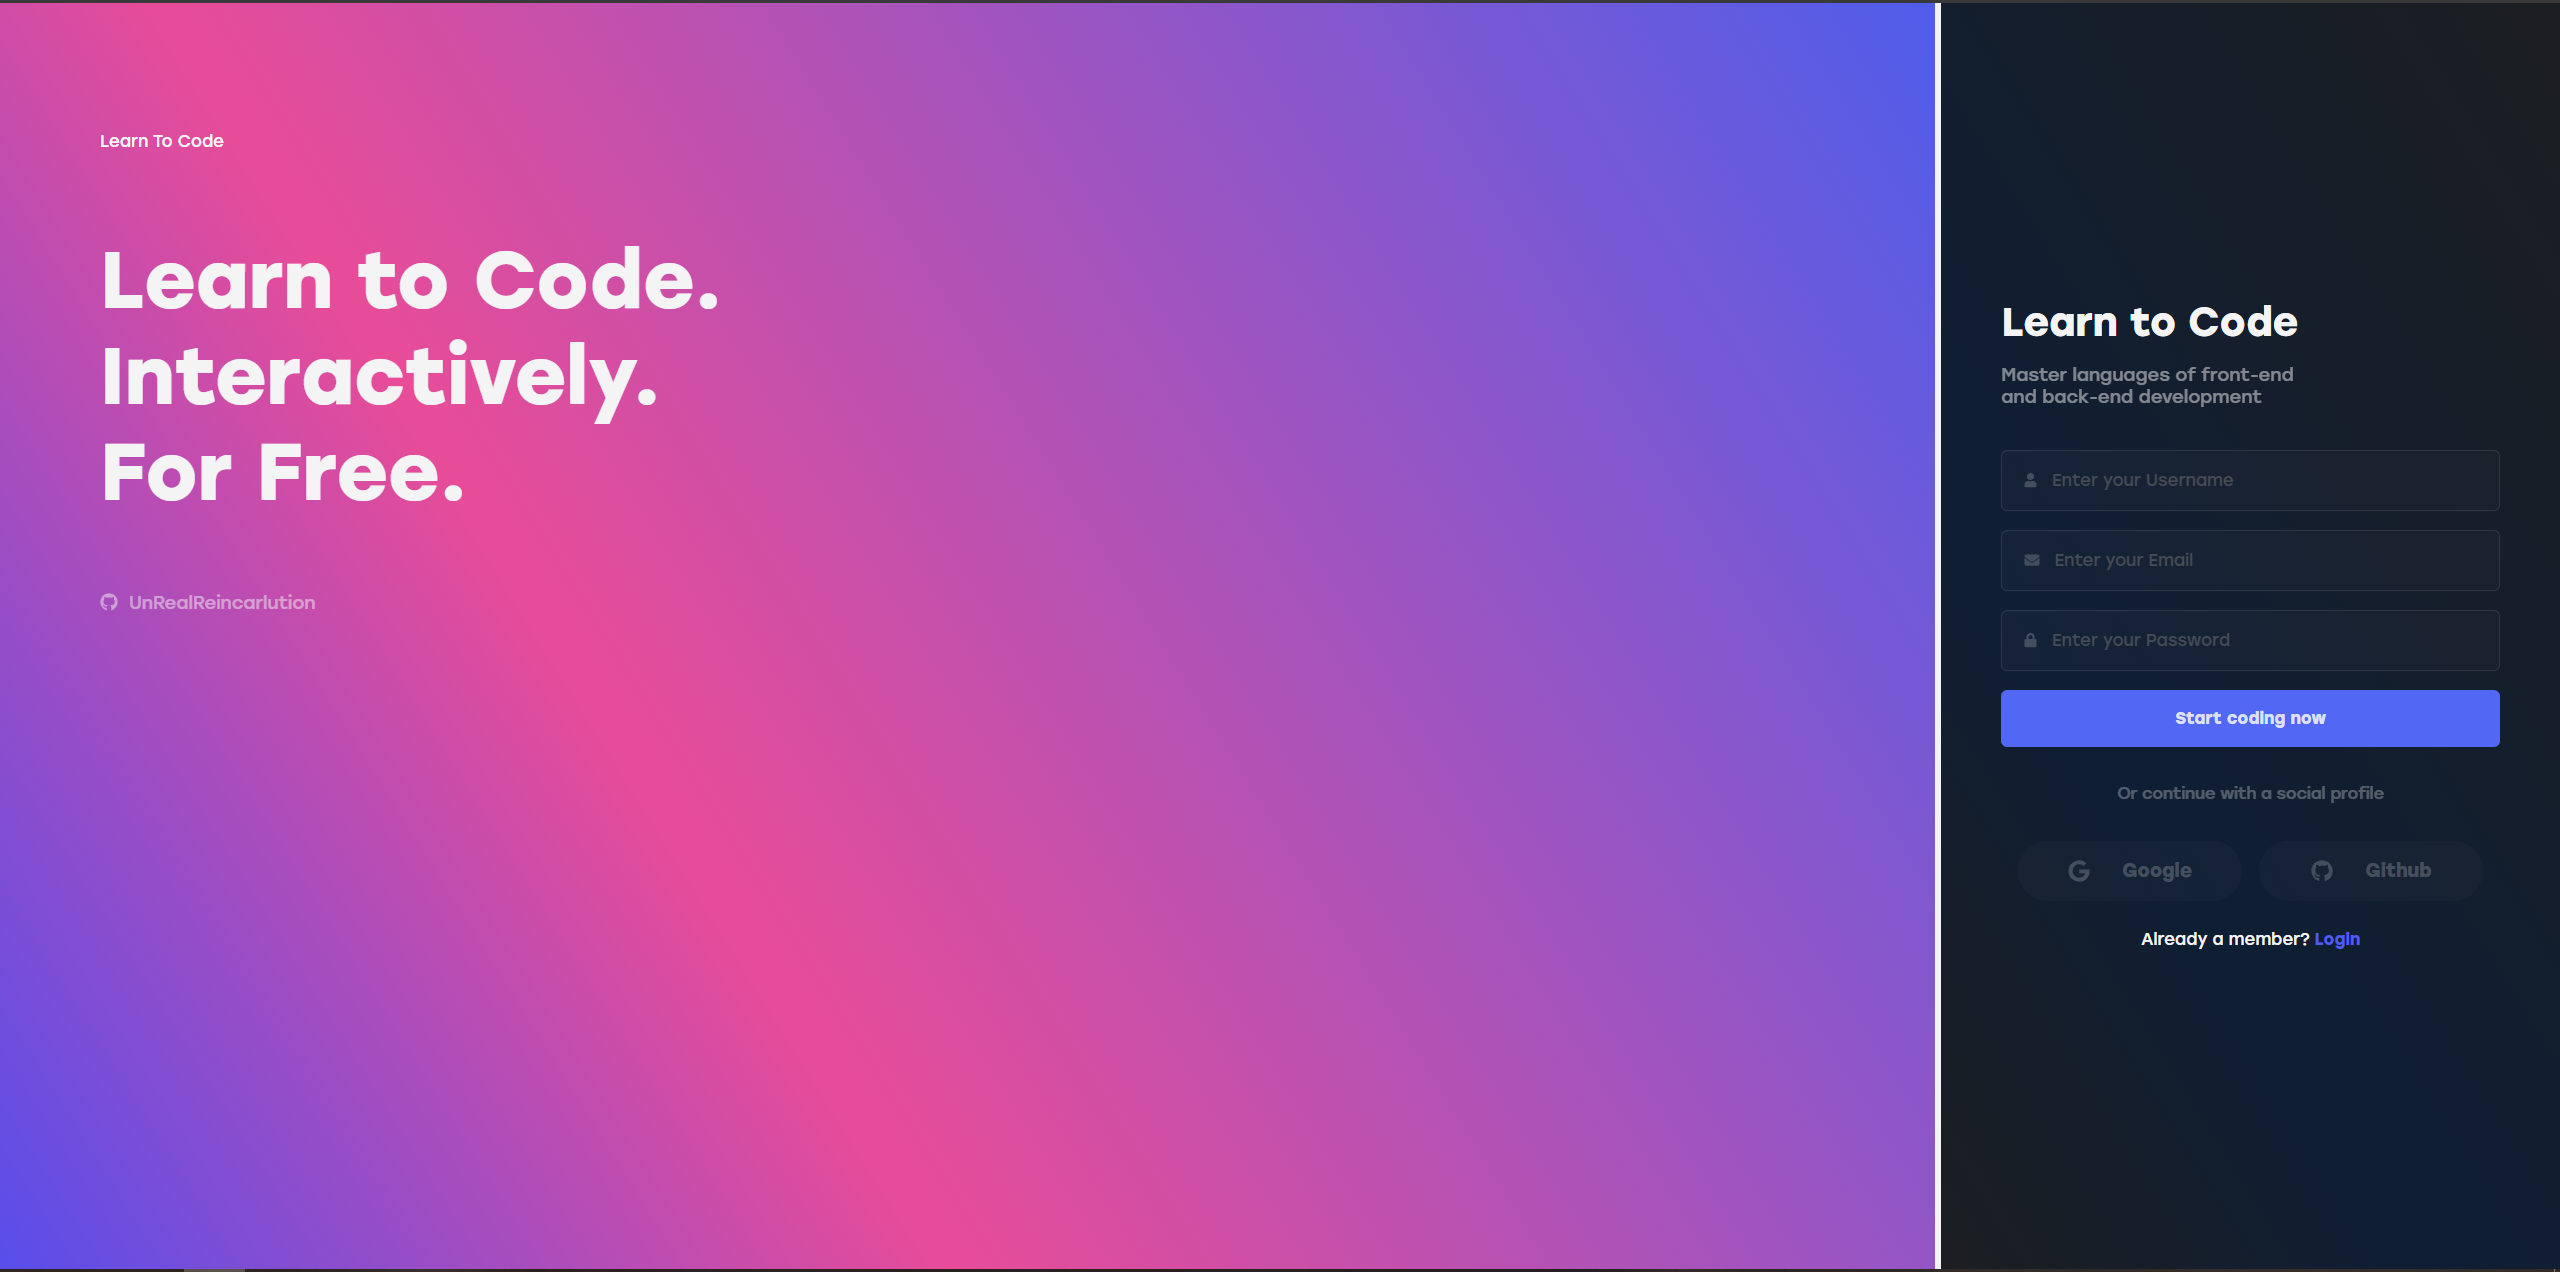 Learn To Code
Learn to Code.
Interactively.
For Free.
UnRealReincarlution
Learn to Code
Master languages of front-end
and back-end development
Enter your Username
Enter your Email
Enter your Password
Start coding now
Or continue with a social profile
Google
Github
Already a member? Login